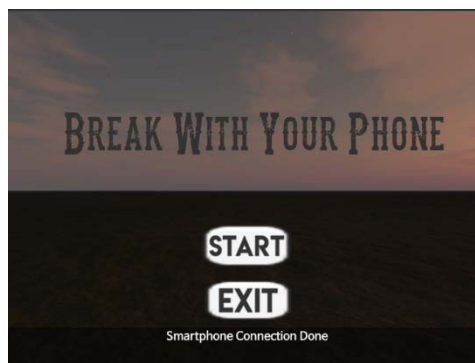 BREAK WITH YOUR PHONE
START
EXIT
Smartphone Connection Done